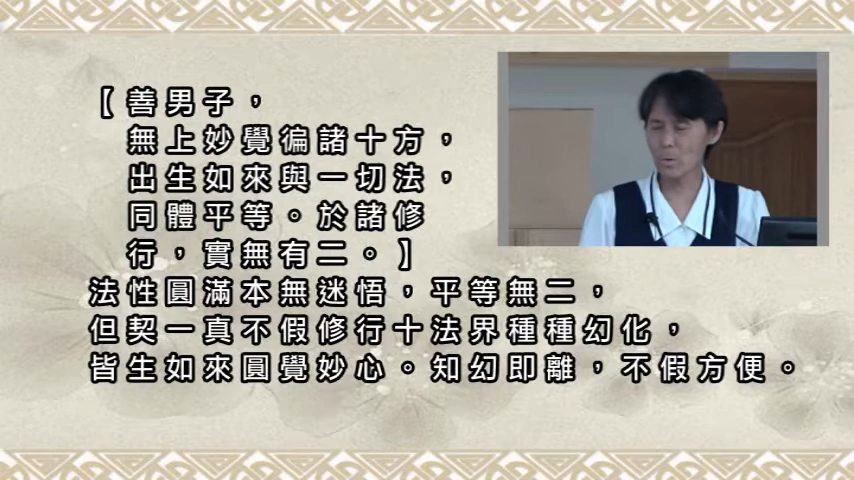 〖善男子，
無上妙覺徧諸十方，
出生如來與一切法，
同體平等。於諸修
行，實無有二。〗
法性圓滿本無迷悟，平等無二，
但契一真不假修行十法界種種幻化，
皆生如來圓覺妙心。知幻即離，不假方便。